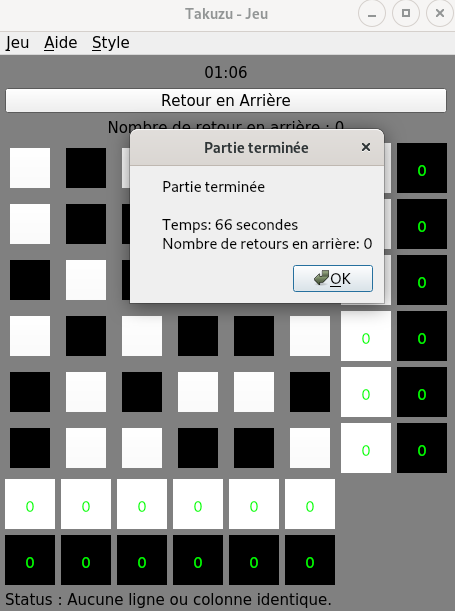 Takuzu - Jeu
Jeu Aide Style
01:06
Retour en Arrière
Nombre de retour en arrière : 0
Partie terminée
Partie terminée
Temps: 66 secondes
Nombre de retours en arrière: 0
OK
0
0
0
0 0
0 0
0 0
0 0 0 0 0 0
0 0 0 0 0 0
Status : Aucune ligne ou colonne identique.